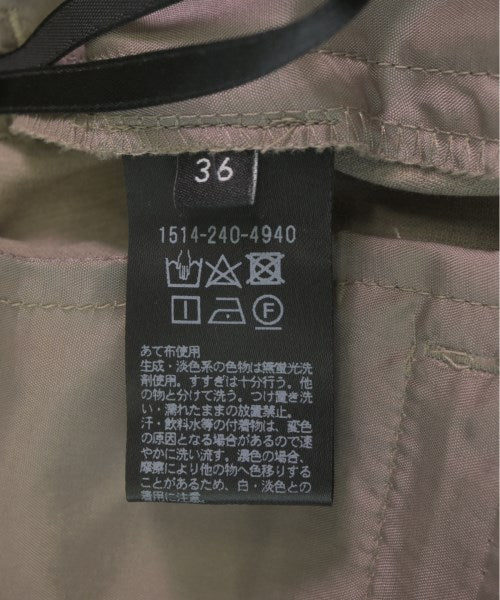 36
1514-240-4940
F
あて布使用
生成・淡色系の色物は無蛍光洗
剤使用。すすぎは十分行う。他
の物と分けて洗う。つけ置き洗
い・濡れたままの放置禁止。
汗・飲料水等の付着物は、変色
の原因となる場合があるので速
やかに洗い流す。濃色の場合、
摩擦により他の物へ色移りする
ことがあるため、白・淡色との
着用に注意。